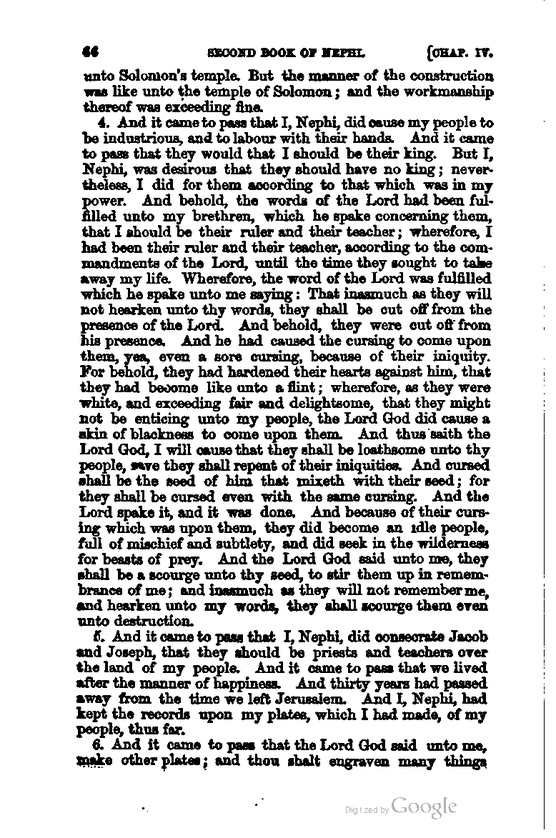 66 SECOND BOOK OF NEPHI. [CHAP. IV.
unto Solomon's temple. But the manner of the construction
was like unto the temple of Solomon; and the workmanship
thereof was exceeding fine.
4. And it came to pass that I, Nephi, did cause my people to
be industrious, and to labour with their hands. And it came
to pass that they would that I should be their king. But I,
Nephi, was desirous that they should have no king; never-
theless, I did for them according to that which was in my
power. And behold, the words of the Lord had been ful-
filled unto my brethren, which he spake concerning them,
that I should be their ruler and their teacher; wherefore, I
had been their ruler and their teacher, according to the com-
mandments of the Lord, until the time they sought to take
away my life. Wherefore, the word of the Lord was fulfilled
which he spake unto me saying: That inasmuch as they will
not hearken unto thy words, they shall be cut off from the
presence of the Lord. And behold, they were cut off from
his presence. And he had caused the cursing to come upon
them, yea, even a sore cursing, because of their iniquity.
For behold, they had hardened their hearts against him, that
they had become like unto a flint; wherefore, as they were
white, and exceeding fair and delightsome, that they might
not be enticing unto my people, the Lord God did cause a
skin of blackness to come upon them. And thus saith the
Lord God, I will cause that they shall be loathsome unto thy
people, save they shall repent of their iniquities. And cursed
shall be the seed of him that mixeth with their seed; for
they shall be cursed even with the same cursing. And the
Lord spake it, and it was done. And because of their curs-
ing which was upon them, they did become an idle people,
full of mischief and subtlety, and did seek in the wilderness
for beasts of prey. And the Lord God said unto me, they
shall be a scourge unto thy seed, to stir them up in remem-
brance of me; and inasmuch as they will not remember me,
and hearken unto my words, they shall scourge them even
unto destruction.
5. And it came to pass that I, Nephi, did consecrate Jacob
and Joseph, that they should be priests and teachers over
the land of my people. And it came to pass that we lived
after the manner of happiness. And thirty years had passed
away from the time we left Jerusalem. And I, Nephi, had
kept the records upon my plates, which I had made, of my
people, thus far.
6. And it came to pass that the Lord God said unto me,
make other plates; and thou shalt engraven many things
Digitized by Google